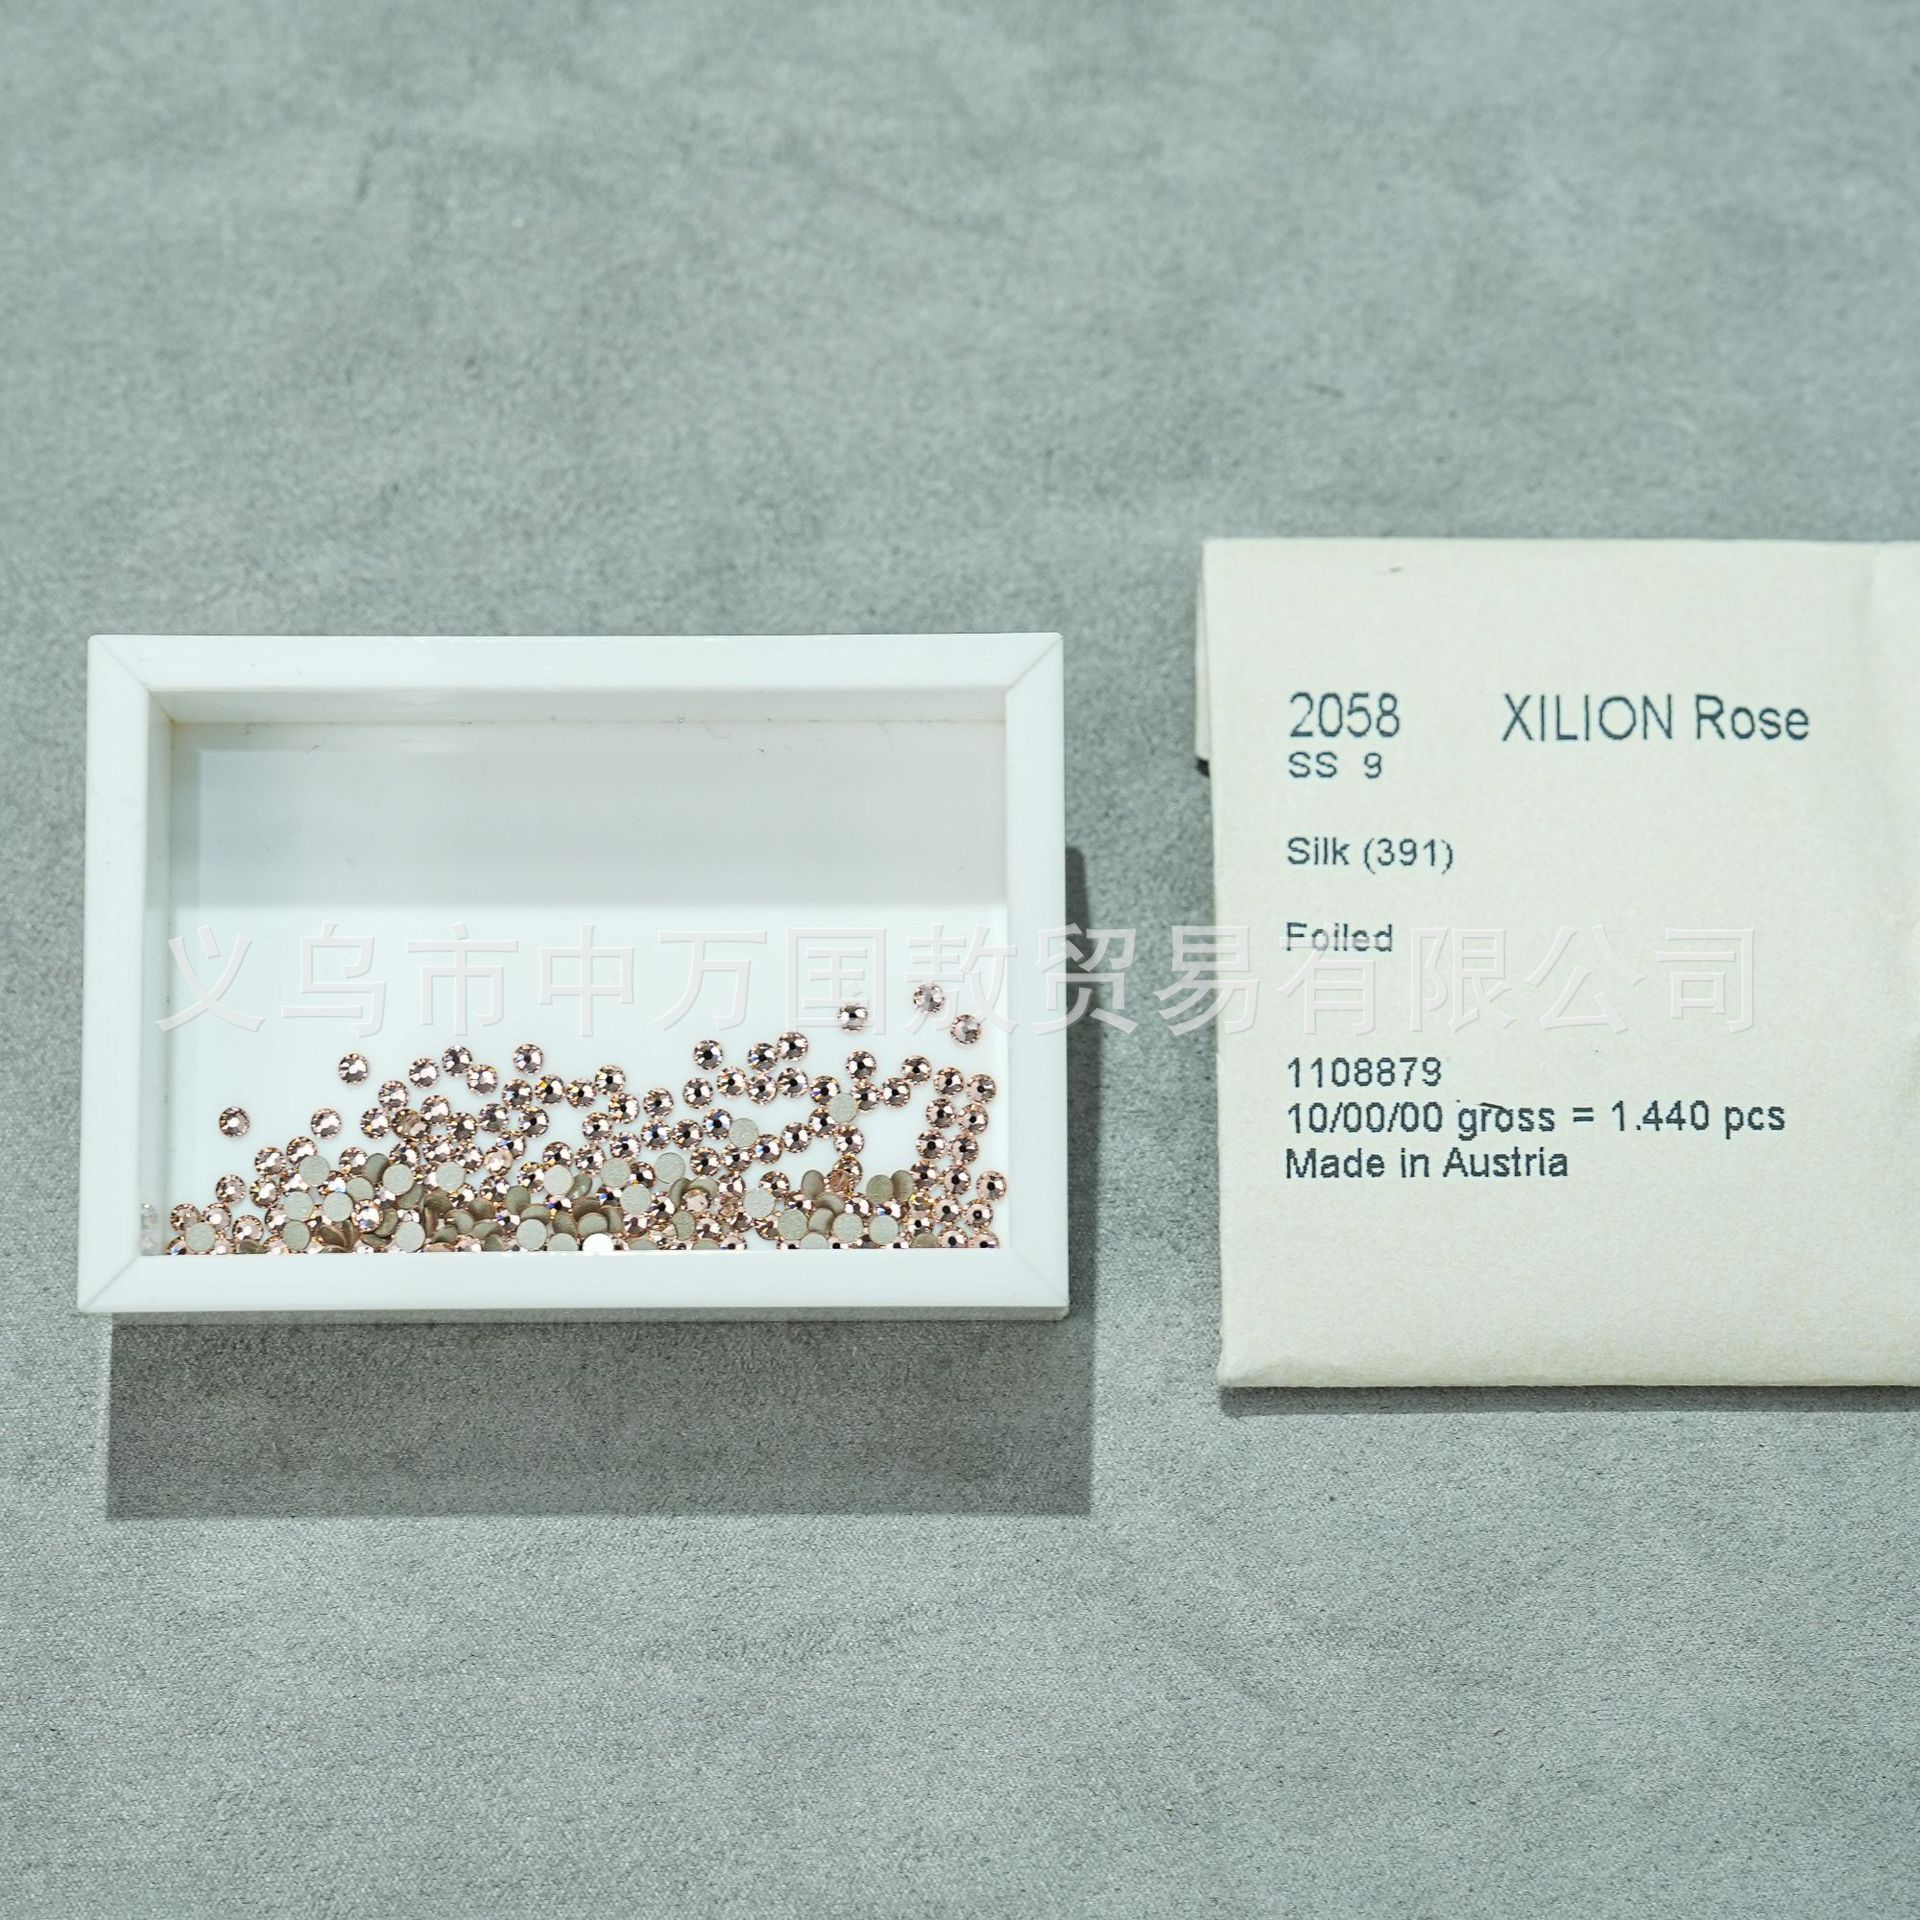 2058 XILION Rose
SS 9
Silk (391)
Foiled
义乌市中万国敖贸易有限公司
1108879
10/00/00 gross = 1.440 pcs
Made in Austria